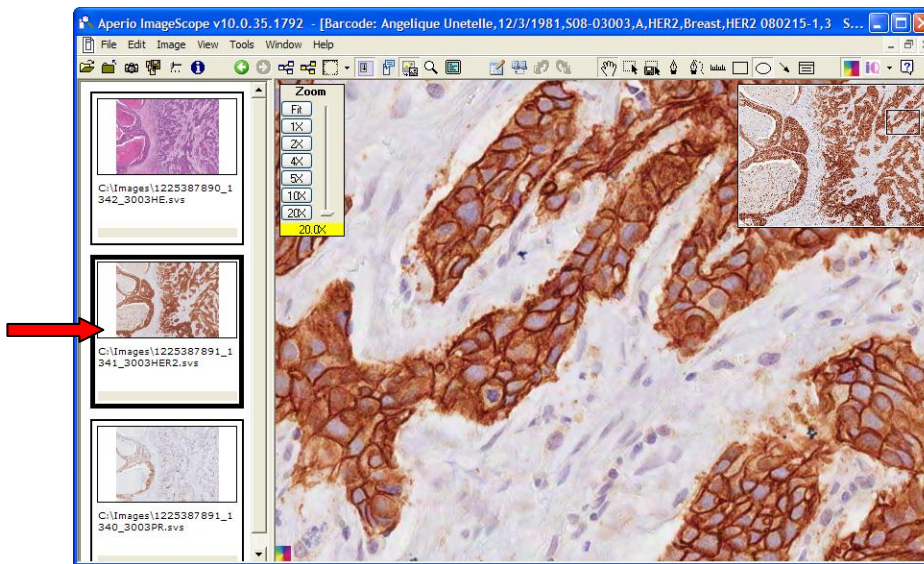 Aperio ImageScope v10.0.35.1792 - [Barcode: Angelique Unetelle,12/3/1981,S08-03003,A,HER2,Breast,HER2 080215-1,3 S...
File Edit Image View Tools Window Help
iQ
Zoom
Fit
1X
2X
4X
5X
10X
20X
20.0X
C:\Images\1225387890_1
342_3003HE.svs
C:\Images\1225387891_1
341_3003HER2.svs
C:\Images\1225387891_1
340_3003PR.svs